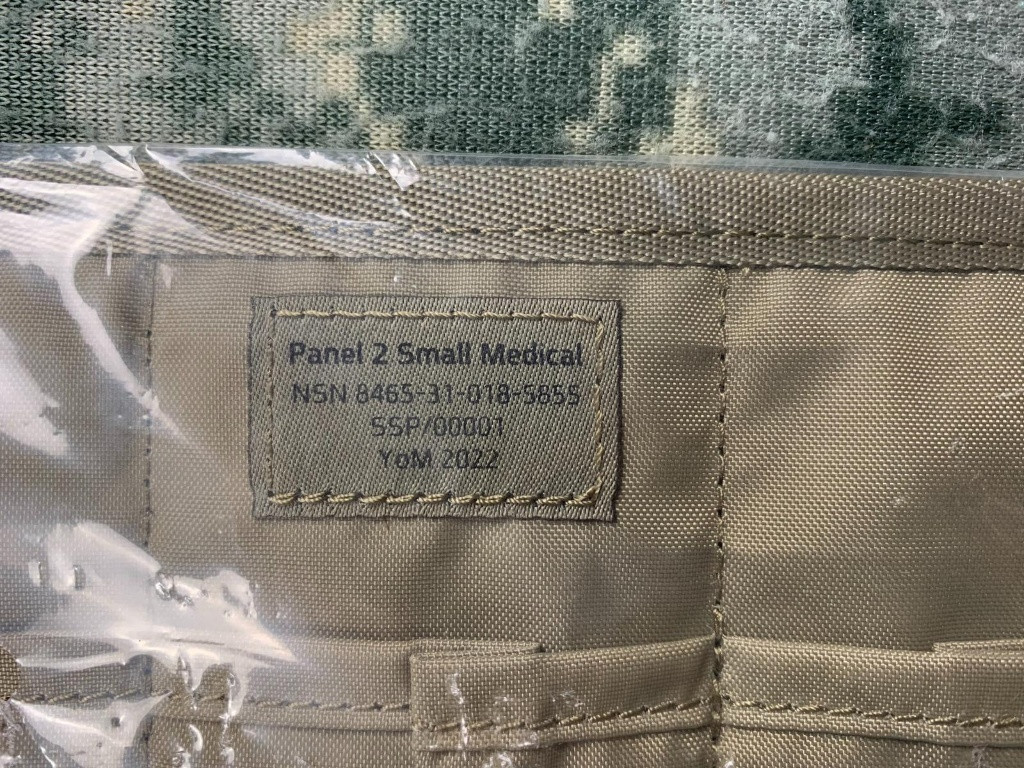 Panel 2 Small Medical
NSN 8465-31-018-5855
SSP/00001
YoM 2022